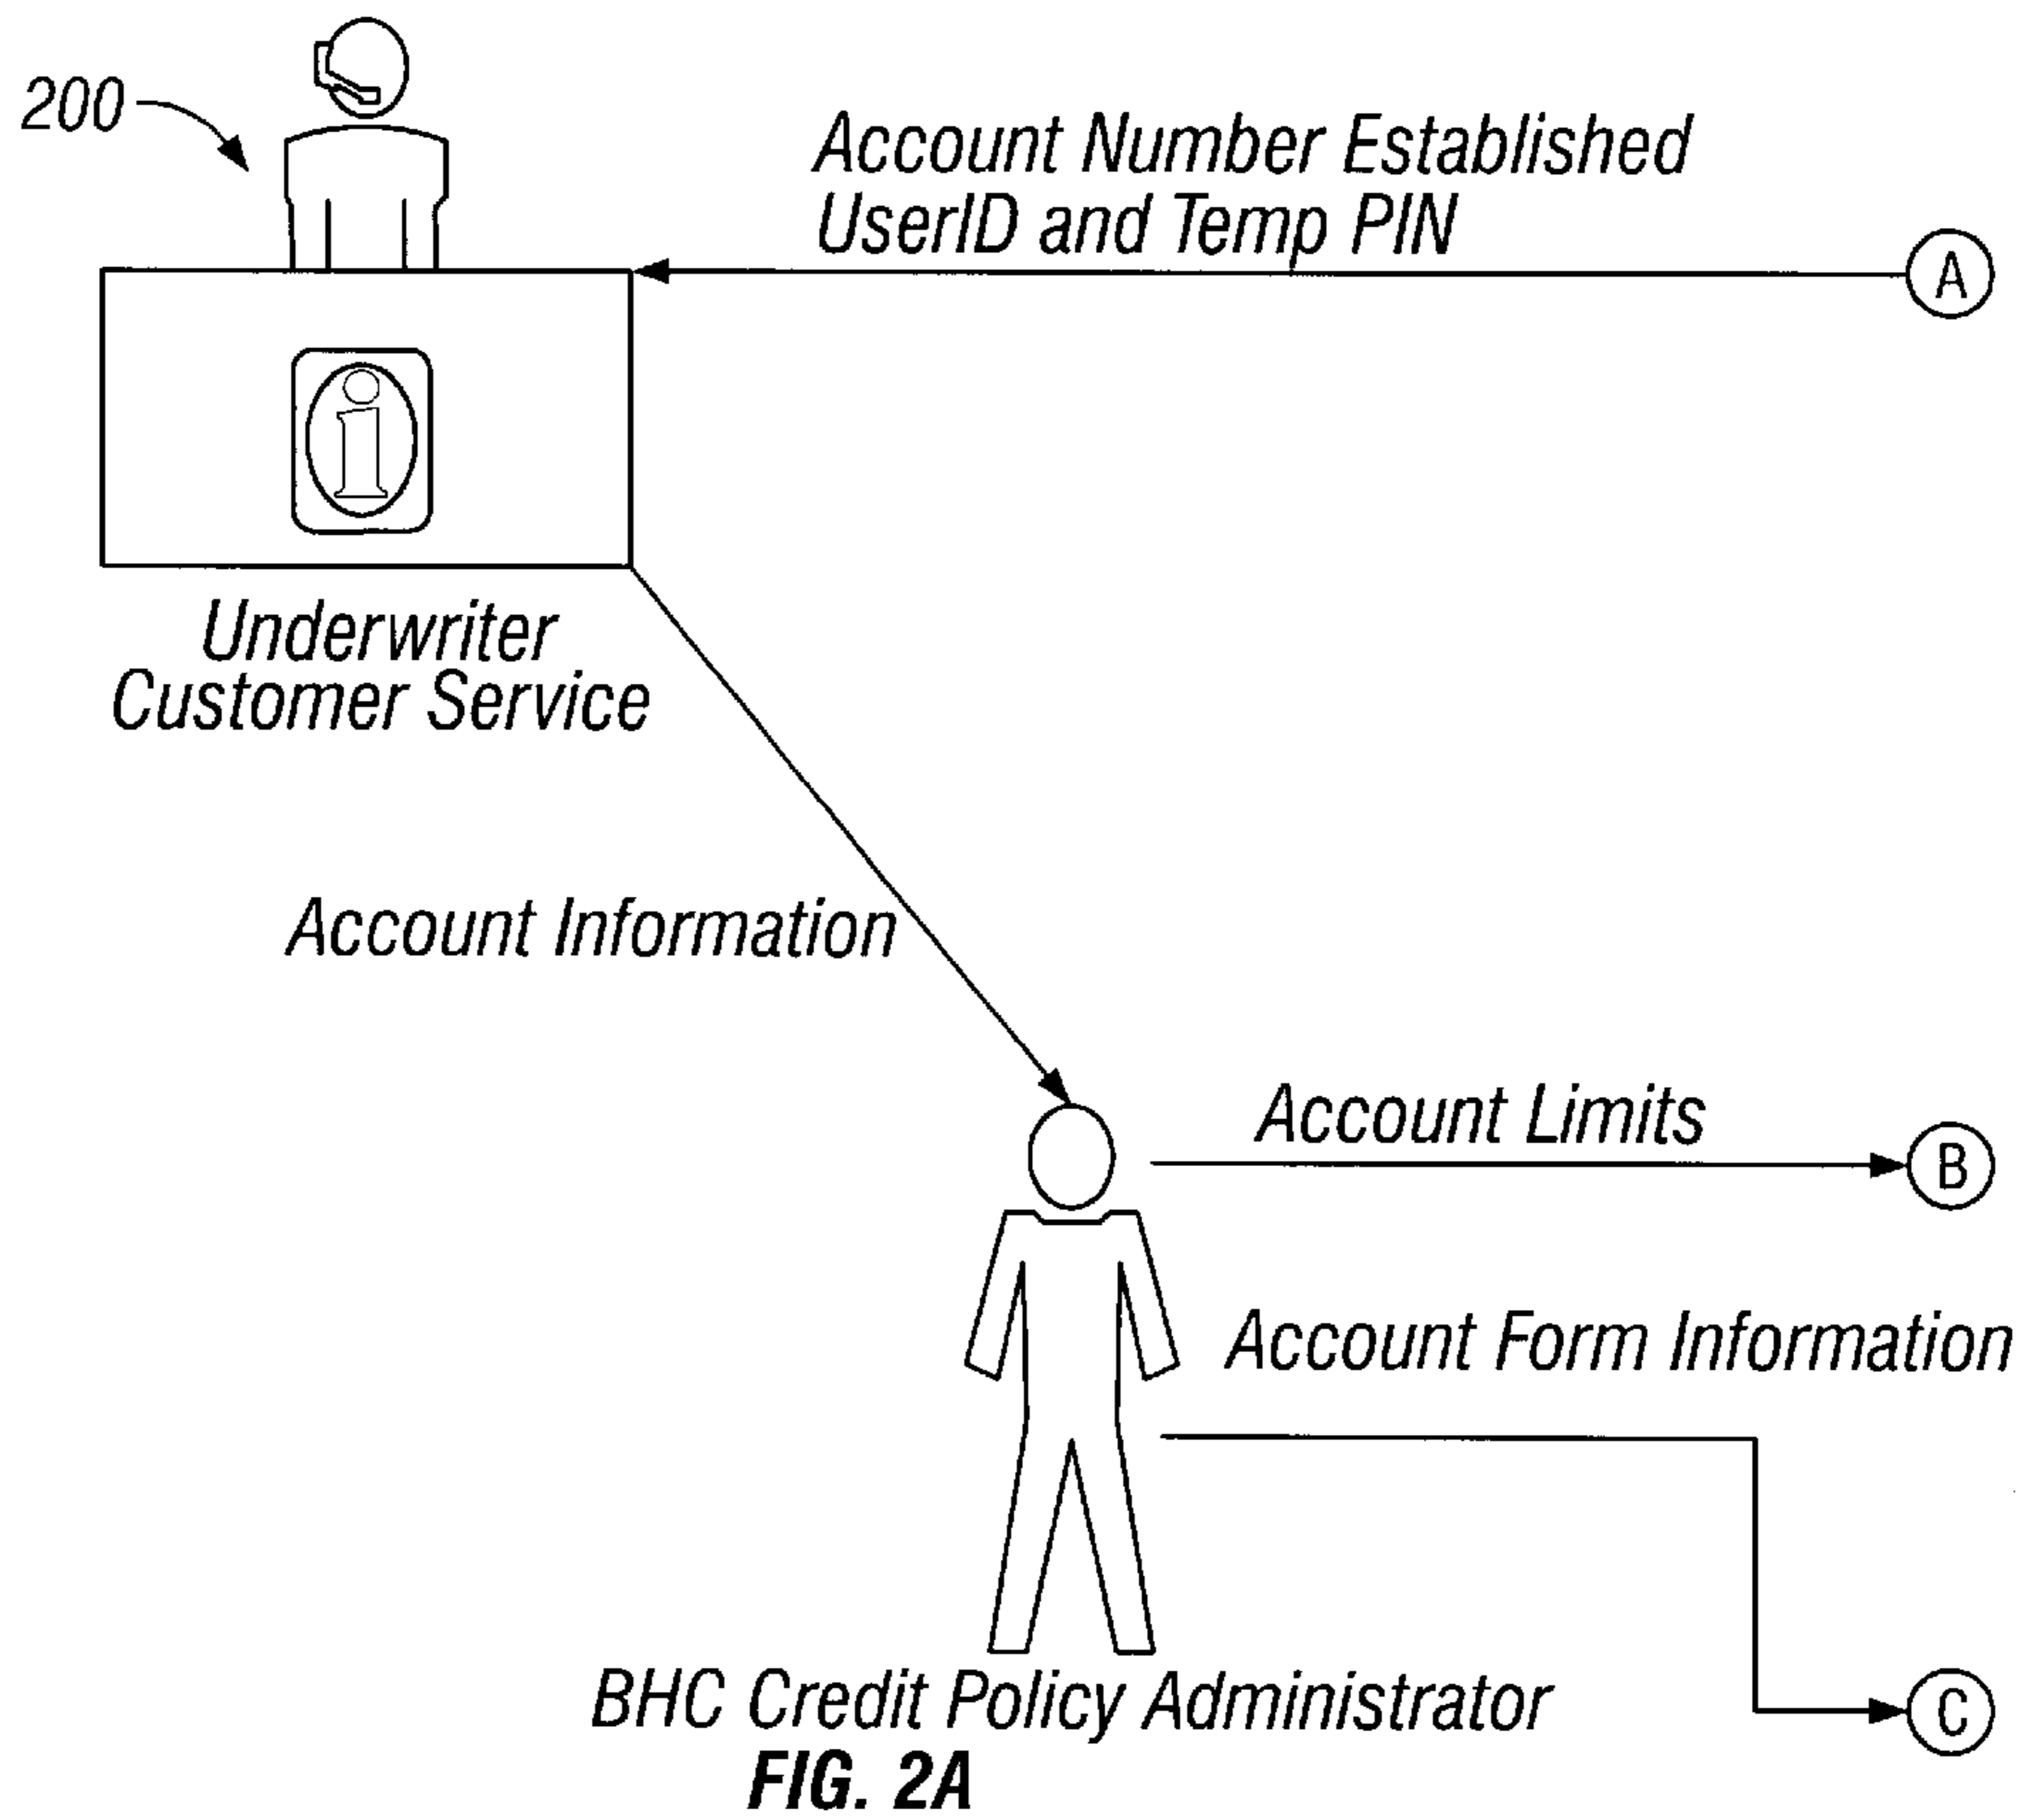 200
Account Number Established
UserID and Temp PIN
A
i
Underwriter
Customer Service
Account Information
Account Limits
B
Account Form Information
C
BHC Credit Policy Administrator
FIG. 2A